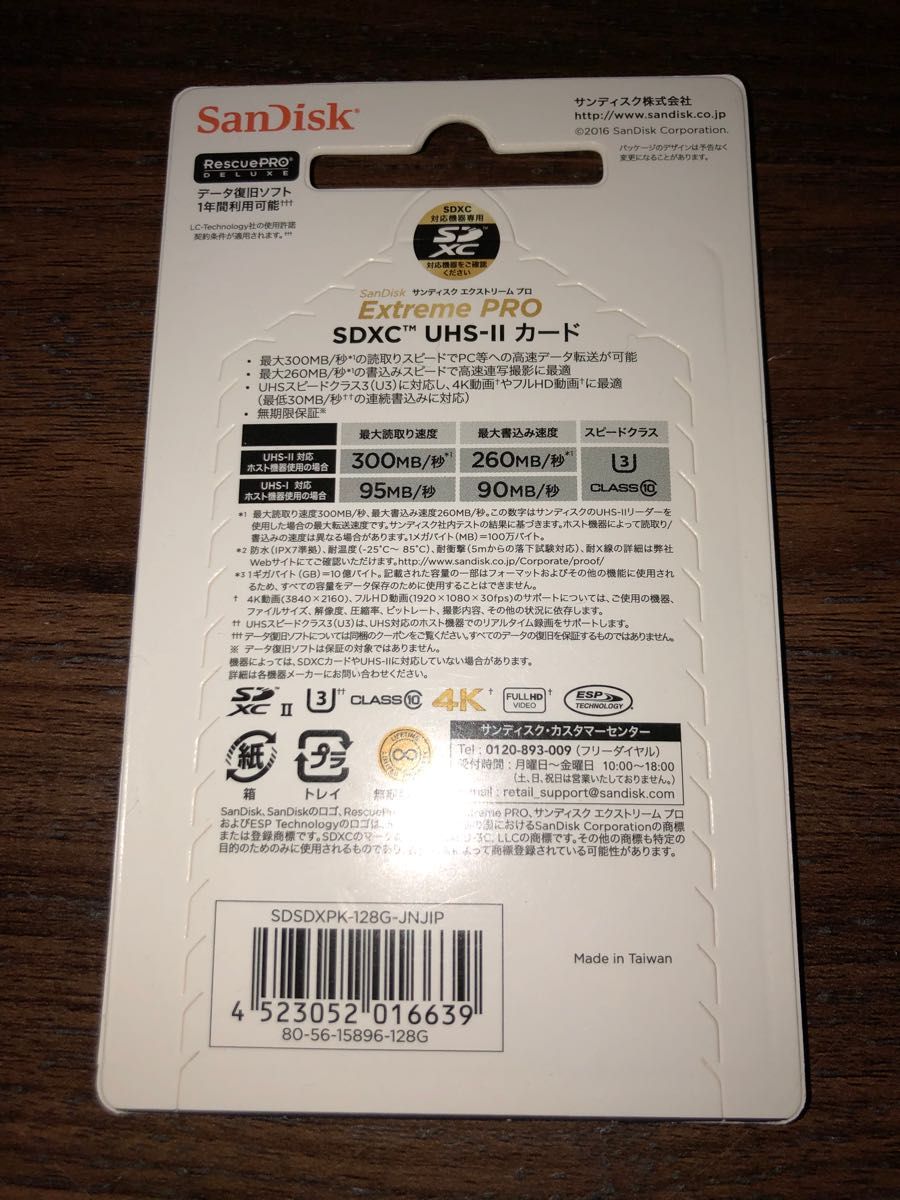 SanDisk®
サンディスク株式会社
http://www.sandisk.co.jp
©2016 SanDisk Corporation.
パッケージのデザインは予告なく
変更になることがあります。
RescuePRO®
DELUXE
データ復旧ソフト
1年間利用可能†††
LC-Technology社の使用許諾
契約条件が適用されます。†††
SDXC
対応機器専用
SD XC™
対応機器をご確認
ください
SanDisk サンディスク エクストリーム プロ
Extreme PRO
SDXC™ UHS-II カード
・最大300MB/秒*1の読取りスピードでPC等への高速データ転送が可能
・最大260MB/秒*1の書込みスピードで高速連写撮影に最適
・UHSスピードクラス3(U3)に対応し、4K動画†やフルHD動画†に最適
(最低30MB/秒††の連続書込みに対応)
・無期限保証※
最大読取り速度 最大書込み速度 スピードクラス
UHS-II 対応
ホスト機器使用の場合 300MB/秒*1 260MB/秒*1 3
UHS-I 対応
ホスト機器使用の場合 95MB/秒 90MB/秒 CLASS10
*1 最大読取り速度300MB/秒、最大書込み速度260MB/秒。この数字はサンディスクのUHS-IIリーダーを
使用した場合の最大転送速度です。サンディスク社内テストの結果に基づきます。ホスト機器によって読取り/
書込みの速度は異なる場合があります。1メガバイト(MB)=100万バイト。
*2 防水(IPX7準拠)、耐温度(-25℃~ 85℃)、耐衝撃(5mからの落下試験対応)、耐X線の詳細は弊社
Webサイトにてご確認いただけます。http://www.sandisk.co.jp/Corporate/proof/
*3 1ギガバイト(GB)=10億バイト。記載された容量の一部はフォーマットおよびその他の機能に使用され
るため、すべての容量をデータ保存のために使用することはできません。
† 4K動画(3840×2160)、フルHD動画(1920×1080×30fps)のサポートについては、ご使用の機器、
ファイルサイズ、解像度、圧縮率、ビットレート、撮影内容、その他の状況に依存します。
†† UHSスピードクラス3(U3)は、UHS対応のホスト機器でのリアルタイム録画をサポートします。
††† データ復旧ソフトについては同梱のクーポンをご覧ください。すべてのデータの復旧を保証するものではありません。
※ データ復旧ソフトは保証の対象ではありません。
機器によっては、SDXCカードやUHS-IIに対応していない場合があります。
詳細は各機器メーカーにお問い合わせください。
SD XC™ II 3†† CLASS10 4K† FULL HD VIDEO† ESP TECHNOLOGY
紙 プラ
箱 トレイ 無期
サンディスク・カスタマーセンター
Tel : 0120-893-009 (フリーダイヤル)
受付時間 : 月曜日~金曜日 10:00~18:00
(土、日、祝日は営業いたしておりません。)
mail : retail_support@sandisk.com
SanDisk、SanDiskのロゴ、RescueP eme PRO、サンディスク エクストリーム プロ
およびESP Technologyのロゴは、 におけるSanDisk Corporationの商標
または登録商標です。SDXCのマーク C, LLCの商標です。その他の商標も特定の
目的のためのみに使用されるものであり、 よって商標登録されている可能性があります。
SDSDXPK-128G-JNJIP
4 523052 016639
80-56-15896-128G
Made in Taiwan